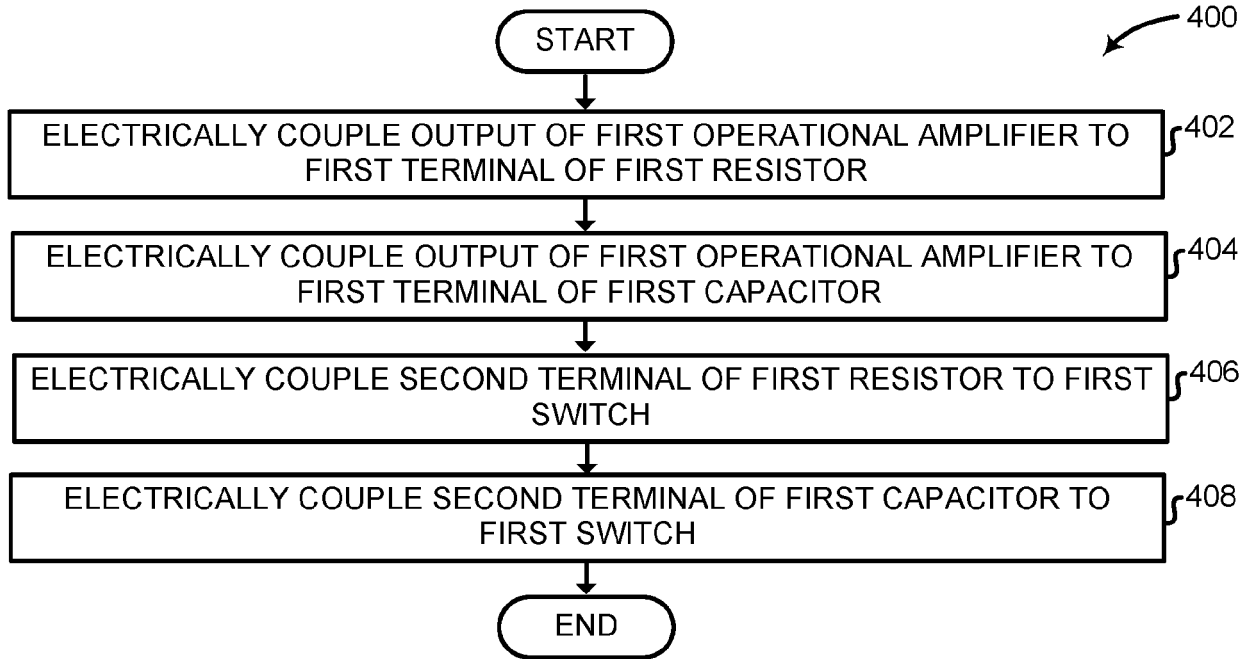 START
400
ELECTRICALLY COUPLE OUTPUT OF FIRST OPERATIONAL AMPLIFIER TO
FIRST TERMINAL OF FIRST RESISTOR
402
ELECTRICALLY COUPLE OUTPUT OF FIRST OPERATIONAL AMPLIFIER TO
FIRST TERMINAL OF FIRST CAPACITOR
404
ELECTRICALLY COUPLE SECOND TERMINAL OF FIRST RESISTOR TO FIRST
SWITCH
406
ELECTRICALLY COUPLE SECOND TERMINAL OF FIRST CAPACITOR TO
FIRST SWITCH
408
END